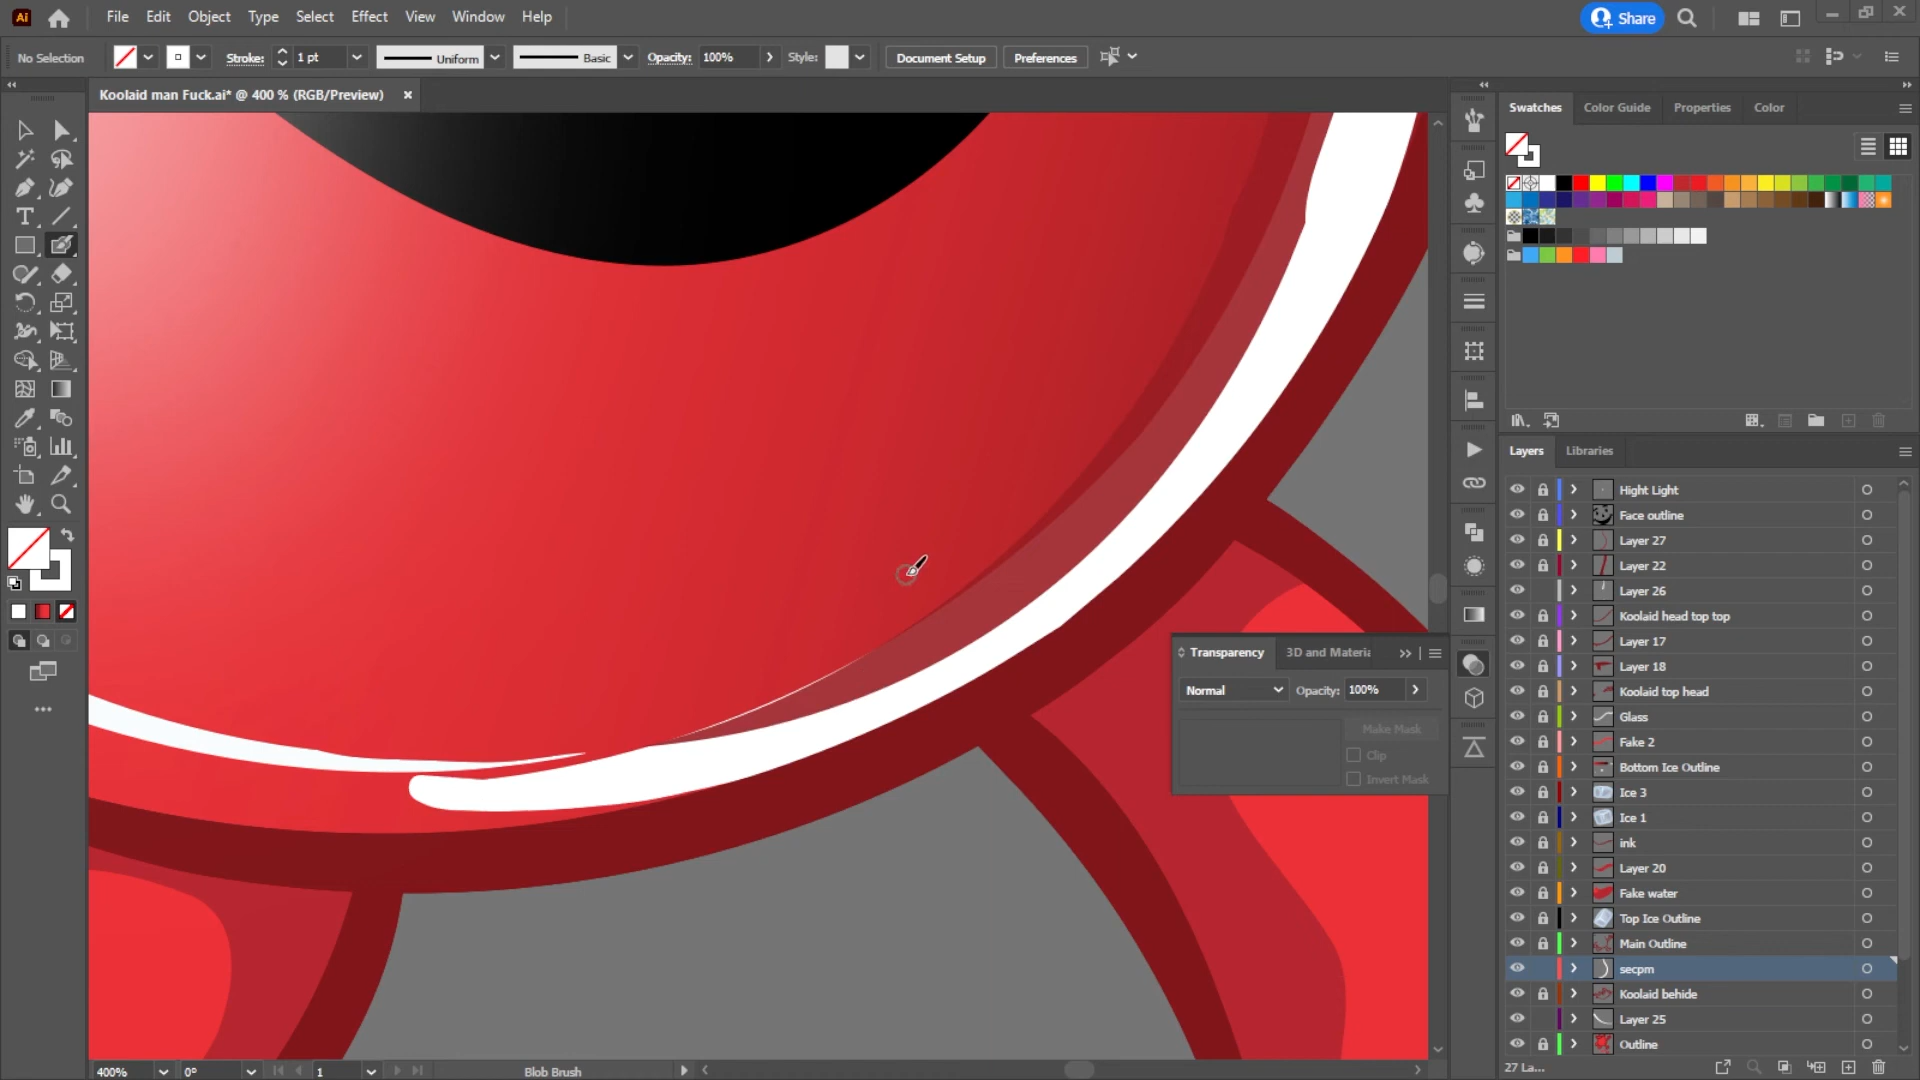 Ai File Edit Object Type Select Effect View Window Help Share
No Selection Stroke: 1 pt Uniform Basic Opacity: 100% Style: Document Setup Preferences
Koolaid man Fuck.ai* @ 400 % (RGB/Preview) ×
Swatches Color Guide Properties Color
Layers Libraries
Hight Light
Face outline
Layer 27
Layer 22
Layer 26
Koolaid head top top
Layer 17
Layer 18
Koolaid top head
Glass
Fake 2
Bottom Ice Outline
Ice 3
Ice 1
ink
Layer 20
Fake water
Top Ice Outline
Main Outline
secpm
Koolaid behide
Layer 25
Outline
27 La...
Transparency 3D and Materia
Normal Opacity: 100%
Make Mask
Clip
Invert Mask
400% 0° 1 Blob Brush